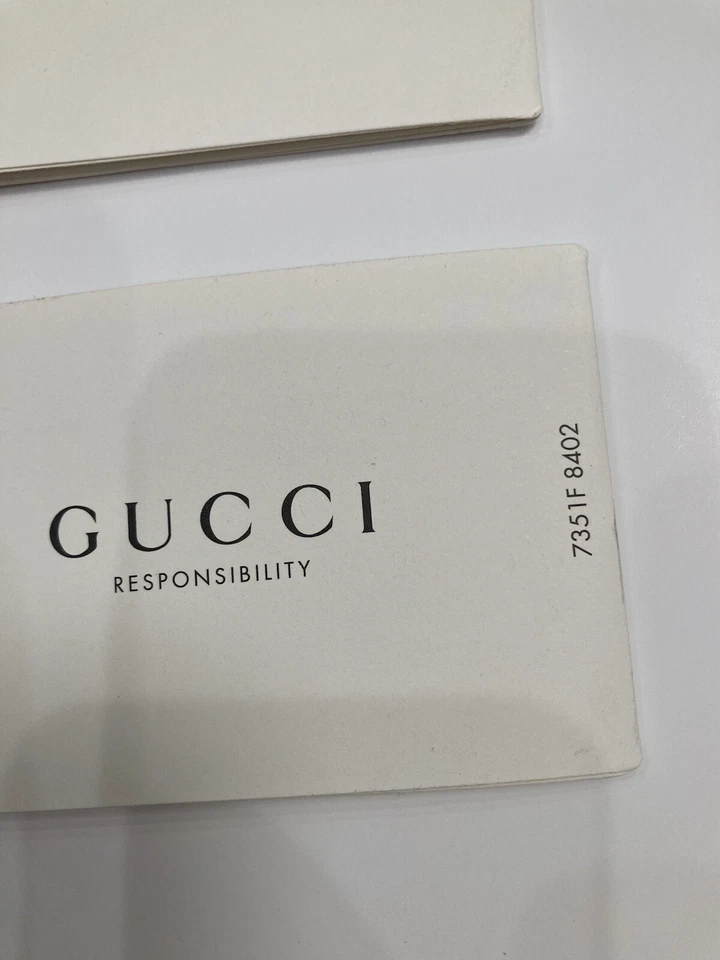 GUCCI
RESPONSIBILITY
7351F 8402